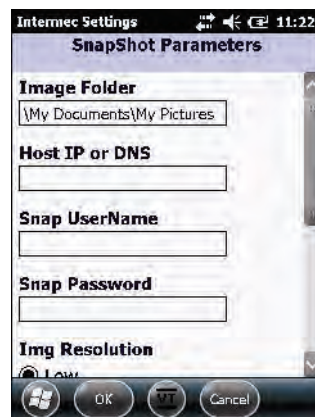 Intermec Settings 11:22
SnapShot Parameters
Image Folder
\My Documents\My Pictures
Host IP or DNS
Snap UserName
Snap Password
Img Resolution
Low
OK VT Cancel